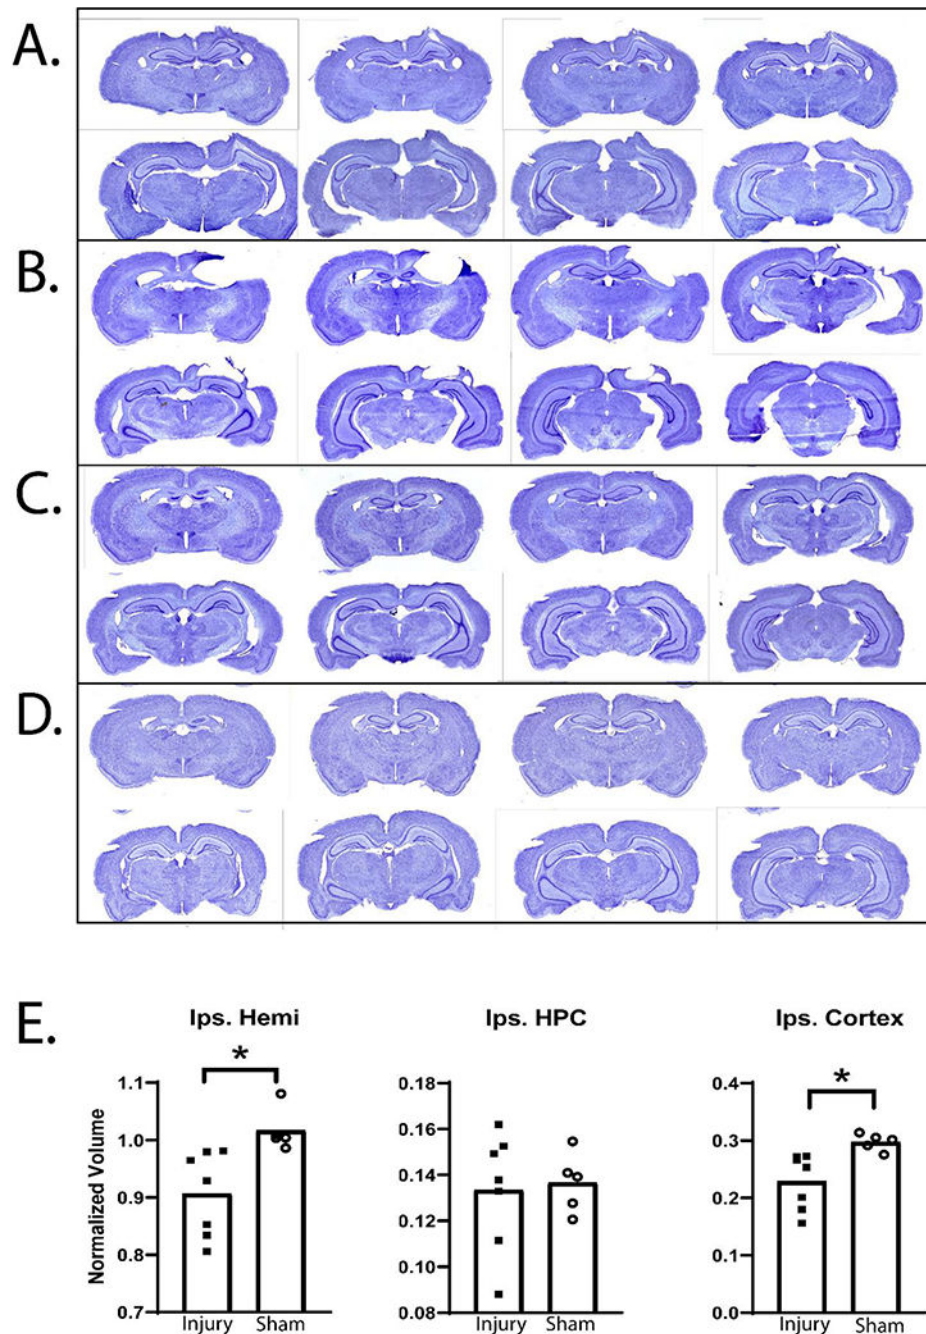 A.
B.
C.
D.
E.
Ips. Hemi
Ips. HPC
Ips. Cortex
*
*
Normalized Volume
1.1
1.0
0.9
0.8
0.7
Injury Sham
0.18
0.16
0.14
0.12
0.10
0.08
Injury Sham
0.4
0.3
0.2
0.1
0.0
Injury Sham